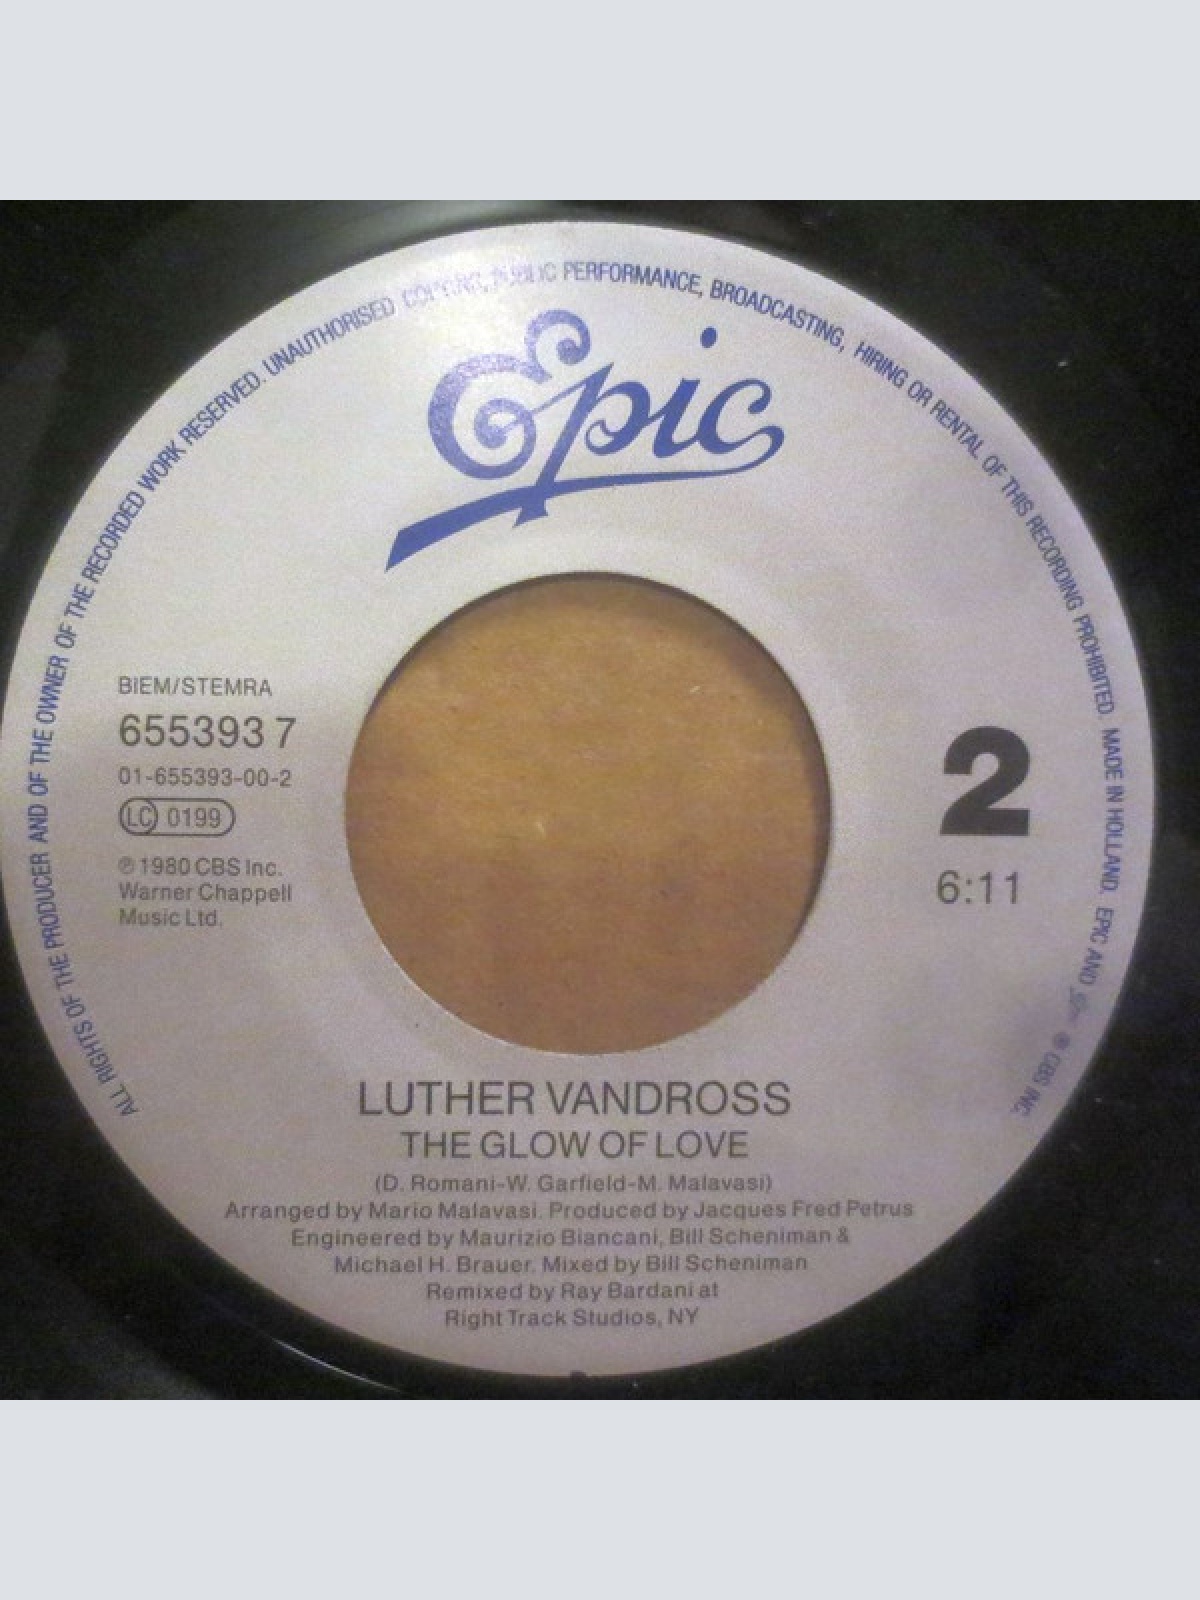 ALL RIGHTS OF THE PRODUCER AND OF THE OWNER OF THE RECORDED WORK RESERVED. UNAUTHORISED COPYING, PUBLIC PERFORMANCE, BROADCASTING, HIRING OR RENTAL OF THIS RECORDING PROHIBITED. MADE IN HOLLAND. EPIC AND ® CBS INC.
Epic
BIEM/STEMRA
655393 7
01-655393-00-2
LC 0199
℗ 1980 CBS Inc.
Warner Chappell
Music Ltd.
2
6:11
LUTHER VANDROSS
THE GLOW OF LOVE
(D. Romani-W. Garfield-M. Malavasi)
Arranged by Mario Malavasi. Produced by Jacques Fred Petrus
Engineered by Maurizio Biancani, Bill Scheniman &
Michael H. Brauer. Mixed by Bill Scheniman
Remixed by Ray Bardani at
Right Track Studios, NY